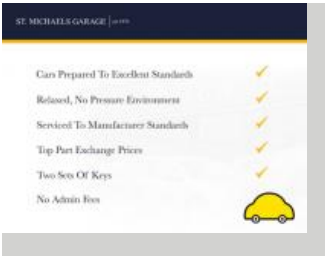 ST. MICHAELS GARAGE
Cars Prepared To Excellent Standards
Relaxed, No Pressure Environment
Serviced To Manufacturer Standards
Top Part Exchange Prices
Two Sets Of Keys
No Admin Fees